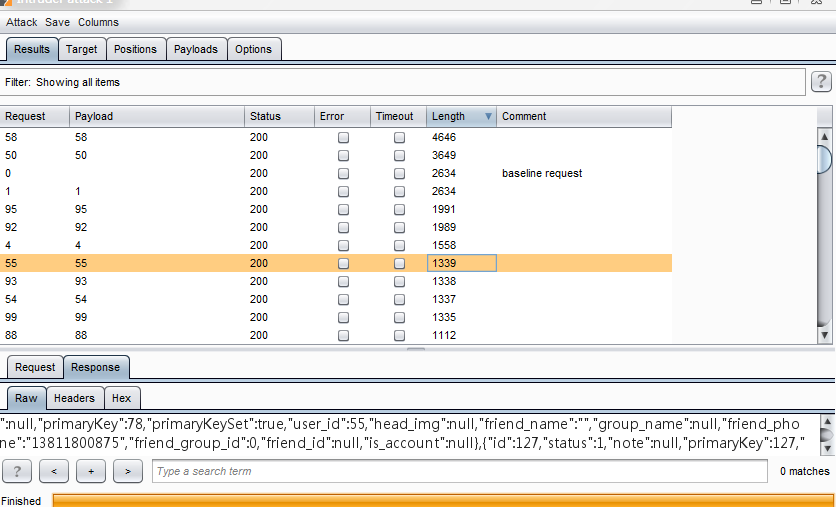 Intruder attack 1
Attack Save Columns
Results Target Positions Payloads Options
Filter: Showing all items
?
Request Payload Status Error Timeout Length Comment
58 58 200 4646
50 50 200 3649
0 200 2634 baseline request
1 1 200 2634
95 95 200 1991
92 92 200 1989
4 4 200 1558
55 55 200 1339
93 93 200 1338
54 54 200 1337
99 99 200 1335
88 88 200 1112
Request Response
Raw Headers Hex
":null,"primaryKey":78,"primaryKeySet":true,"user_id":55,"head_img":null,"friend_name":"","group_name":null,"friend_pho
ne":"13811800875","friend_group_id":0,"friend_id":null,"is_account":null},{"id":127,"status":1,"note":null,"primaryKey":127,"
? < + > Type a search term 0 matches
Finished